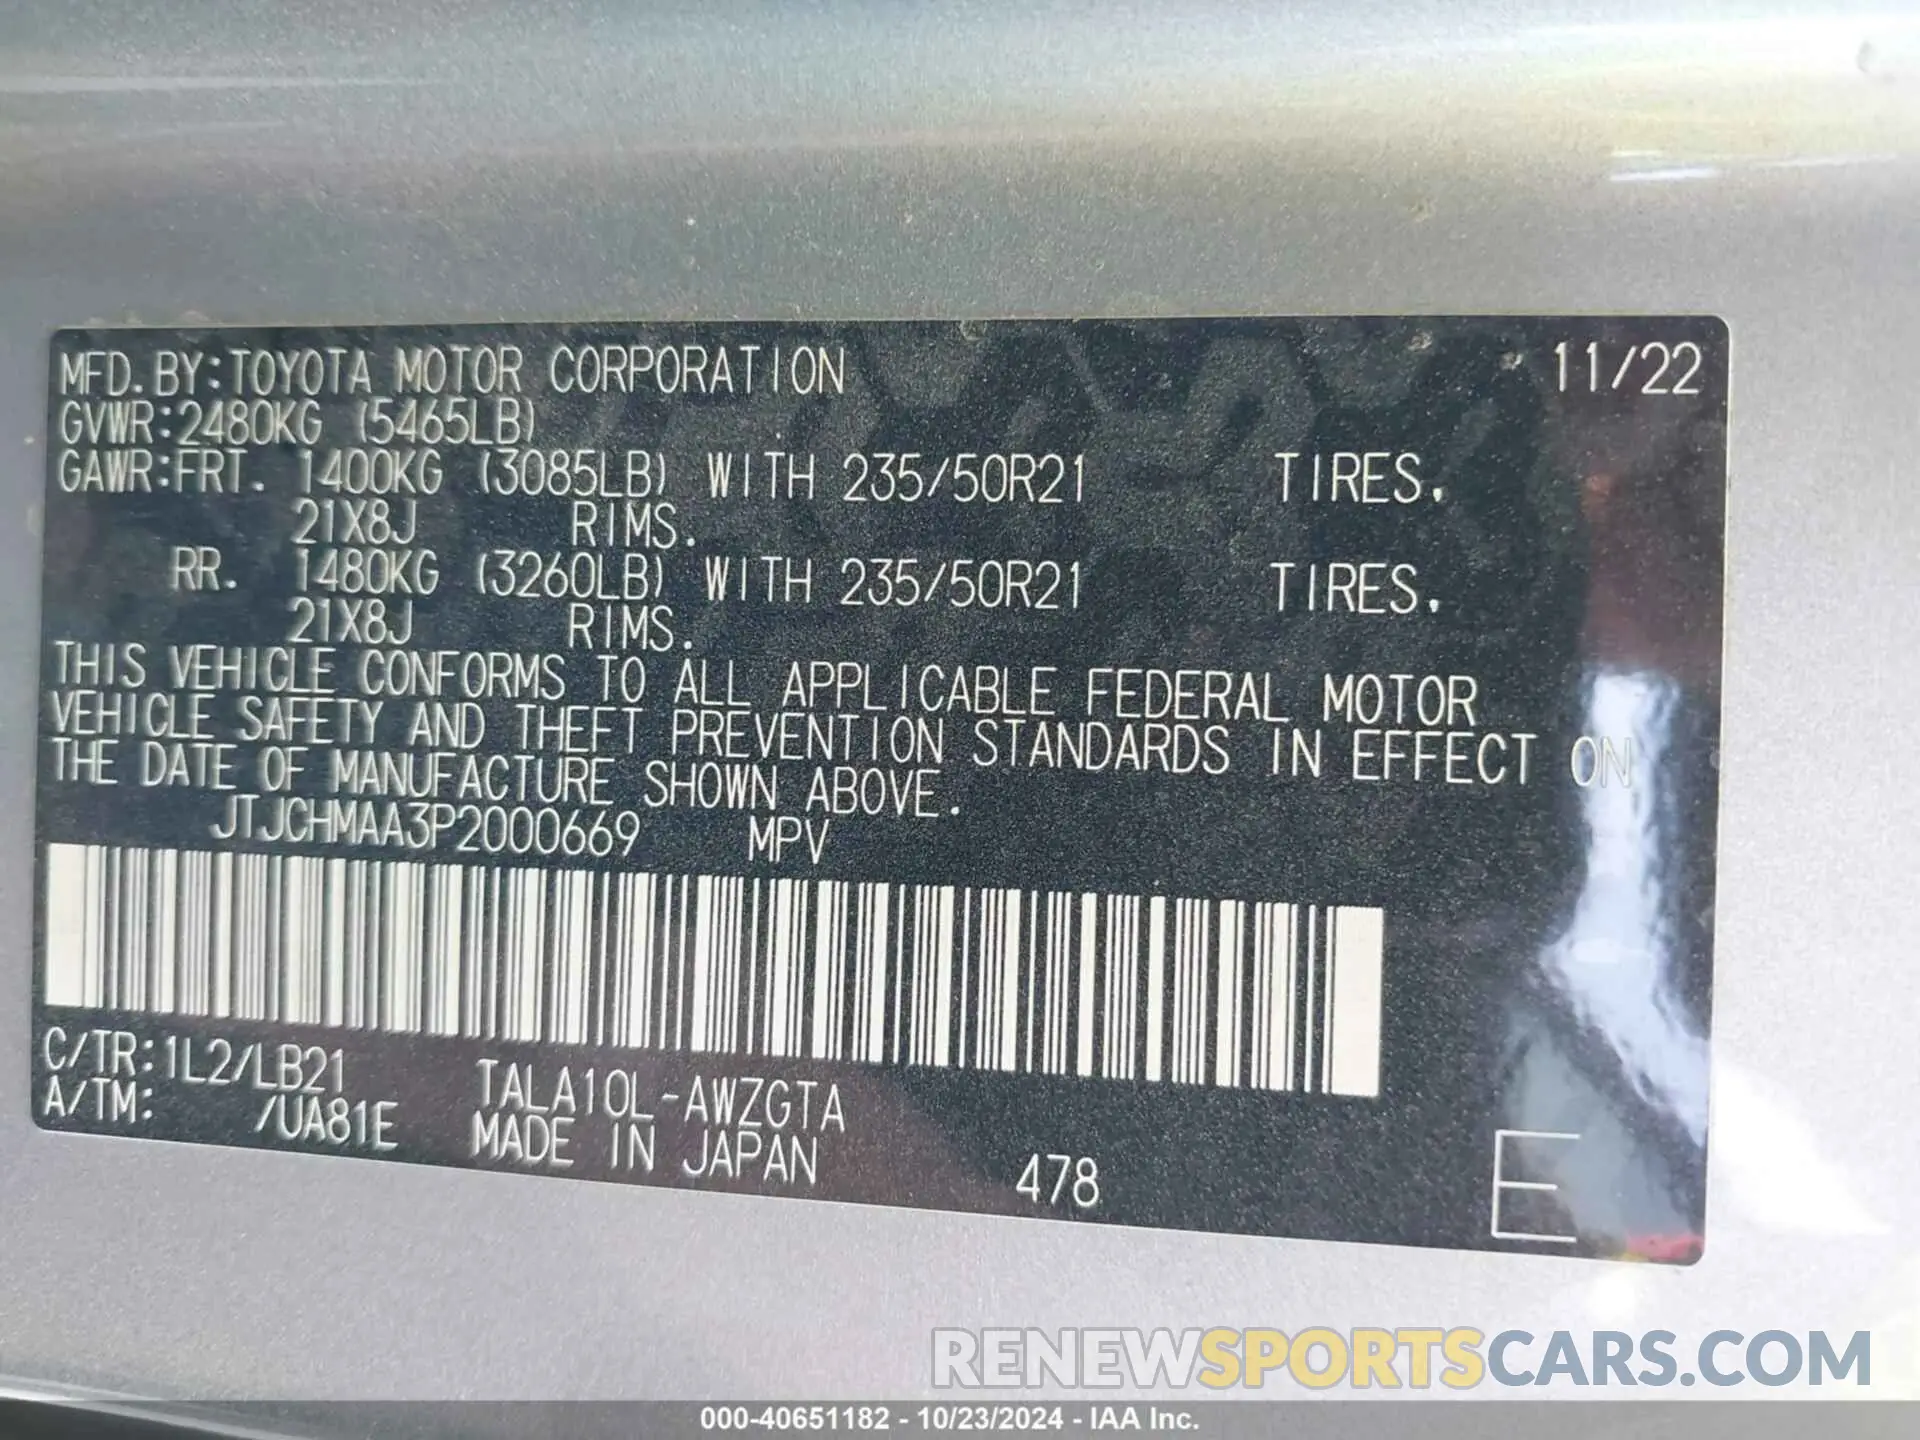 MFD. BY: TOYOTA MOTOR CORPORATION 11/22
GVWR: 2480KG (5465LB)
GAWR: FRT. 1400KG (3085LB) WITH 235/50R21 TIRES.
21X8J RIMS.
RR. 1480KG (3260LB) WITH 235/50R21 TIRES.
21X8J RIMS.
THIS VEHICLE CONFORMS TO ALL APPLICABLE FEDERAL MOTOR
VEHICLE SAFETY AND THEFT PREVENTION STANDARDS IN EFFECT ON
THE DATE OF MANUFACTURE SHOWN ABOVE.
JTJCHMAA3P2000669 MPV
C/TR: 1L2/LB21 TALA10L-AWZGTA
A/TM: /UA81E MADE IN JAPAN 478 E
RENEWSPORTSCARS.COM
000-40651182 - 10/23/2024 - IAA Inc.